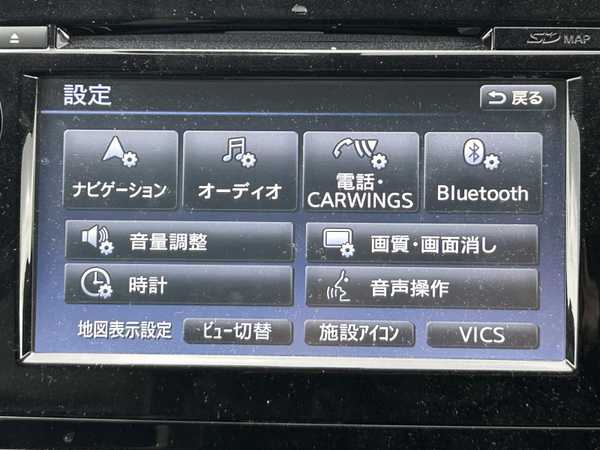 SD MAP
設定
戻る
ナビゲーション
オーディオ
電話・
CARWINGS
Bluetooth
音量調整
画質・画面消し
時計
音声操作
地図表示設定
ビュー切替
施設アイコン
VICS